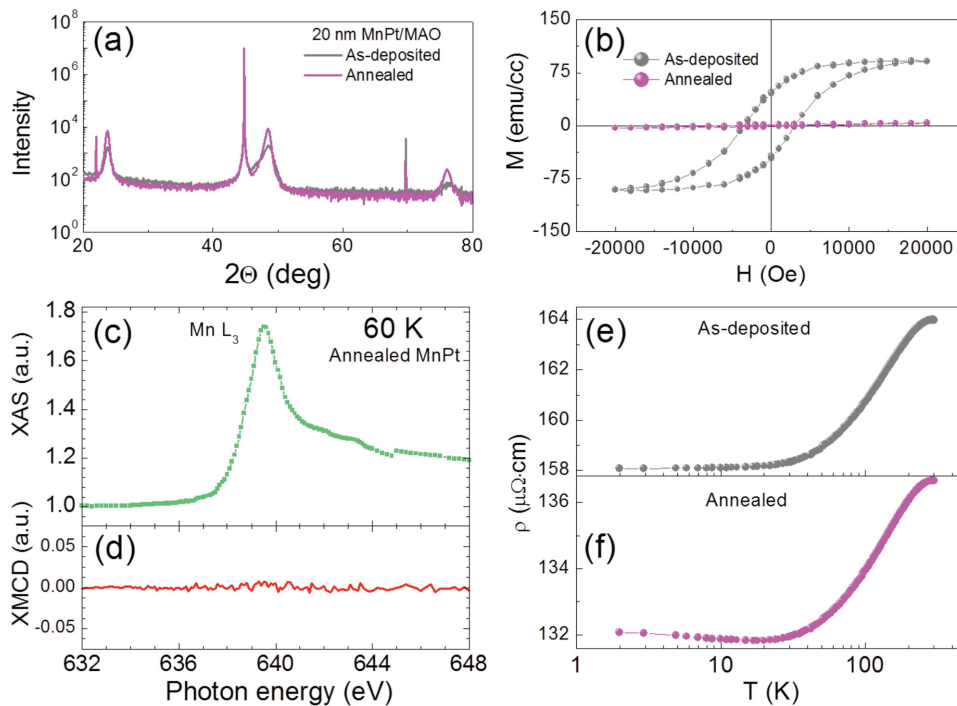 (a)
20 nm MnPt/MAO
As-deposited
Annealed
Intensity
10^8
10^6
10^4
10^2
10^0
20
40
60
80
2Θ (deg)
(b)
As-deposited
Annealed
M (emu/cc)
150
75
0
-75
-150
-20000
-10000
0
10000
20000
H (Oe)
(c)
Mn L_3
60 K
Annealed MnPt
XAS (a.u.)
1.8
1.6
1.4
1.2
1.0
(d)
XMCD (a.u.)
0.05
0.00
-0.05
632
636
640
644
648
Photon energy (eV)
(e)
As-deposited
164
162
160
158
ρ (μΩ·cm)
(f)
Annealed
136
134
132
1
10
100
T (K)